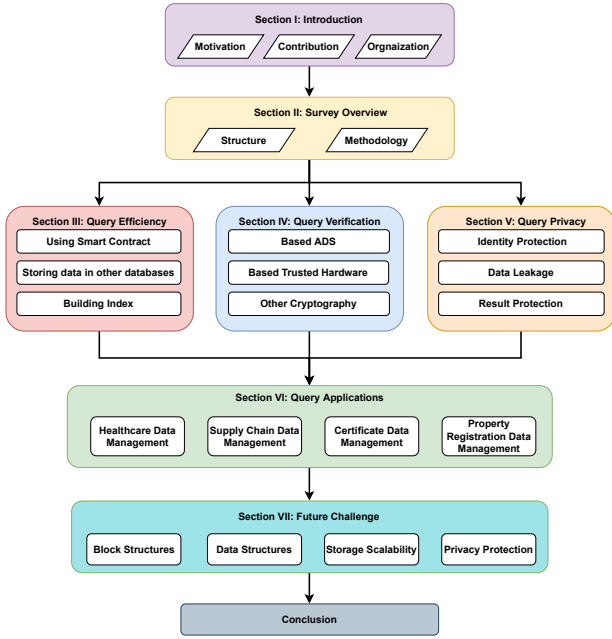 Section I: Introduction
Motivation
Contribution
Orgnaization
Section II: Survey Overview
Structure
Methodology
Section III: Query Efficiency
Using Smart Contract
Storing data in other databases
Building Index
Section IV: Query Verification
Based ADS
Based Trusted Hardware
Other Cryptography
Section V: Query Privacy
Identity Protection
Data Leakage
Result Protection
Section VI: Query Applications
Healthcare Data
Management
Supply Chain Data
Management
Certificate Data
Management
Property
Registration Data
Management
Section VII: Future Challenge
Block Structures
Data Structures
Storage Scalability
Privacy Protection
Conclusion